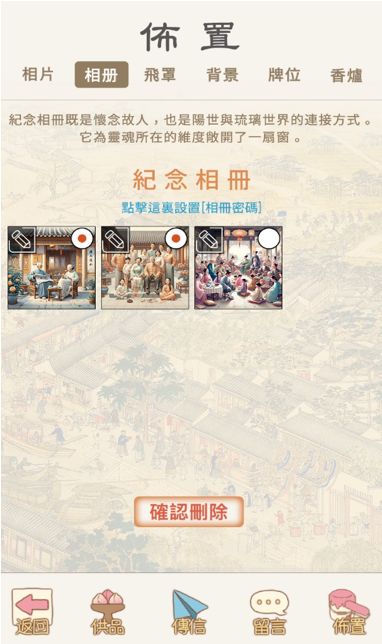 佈置
相片 相册 飛罩 背景 牌位 香爐
紀念相冊既是懷念故人，也是陽世與琉璃世界的連接方式。
它為靈魂所在的維度敞開了一扇窗。
紀念相冊
點擊這裏設置[相冊密碼]
確認刪除
返回 供品 傳信 留言 佈置